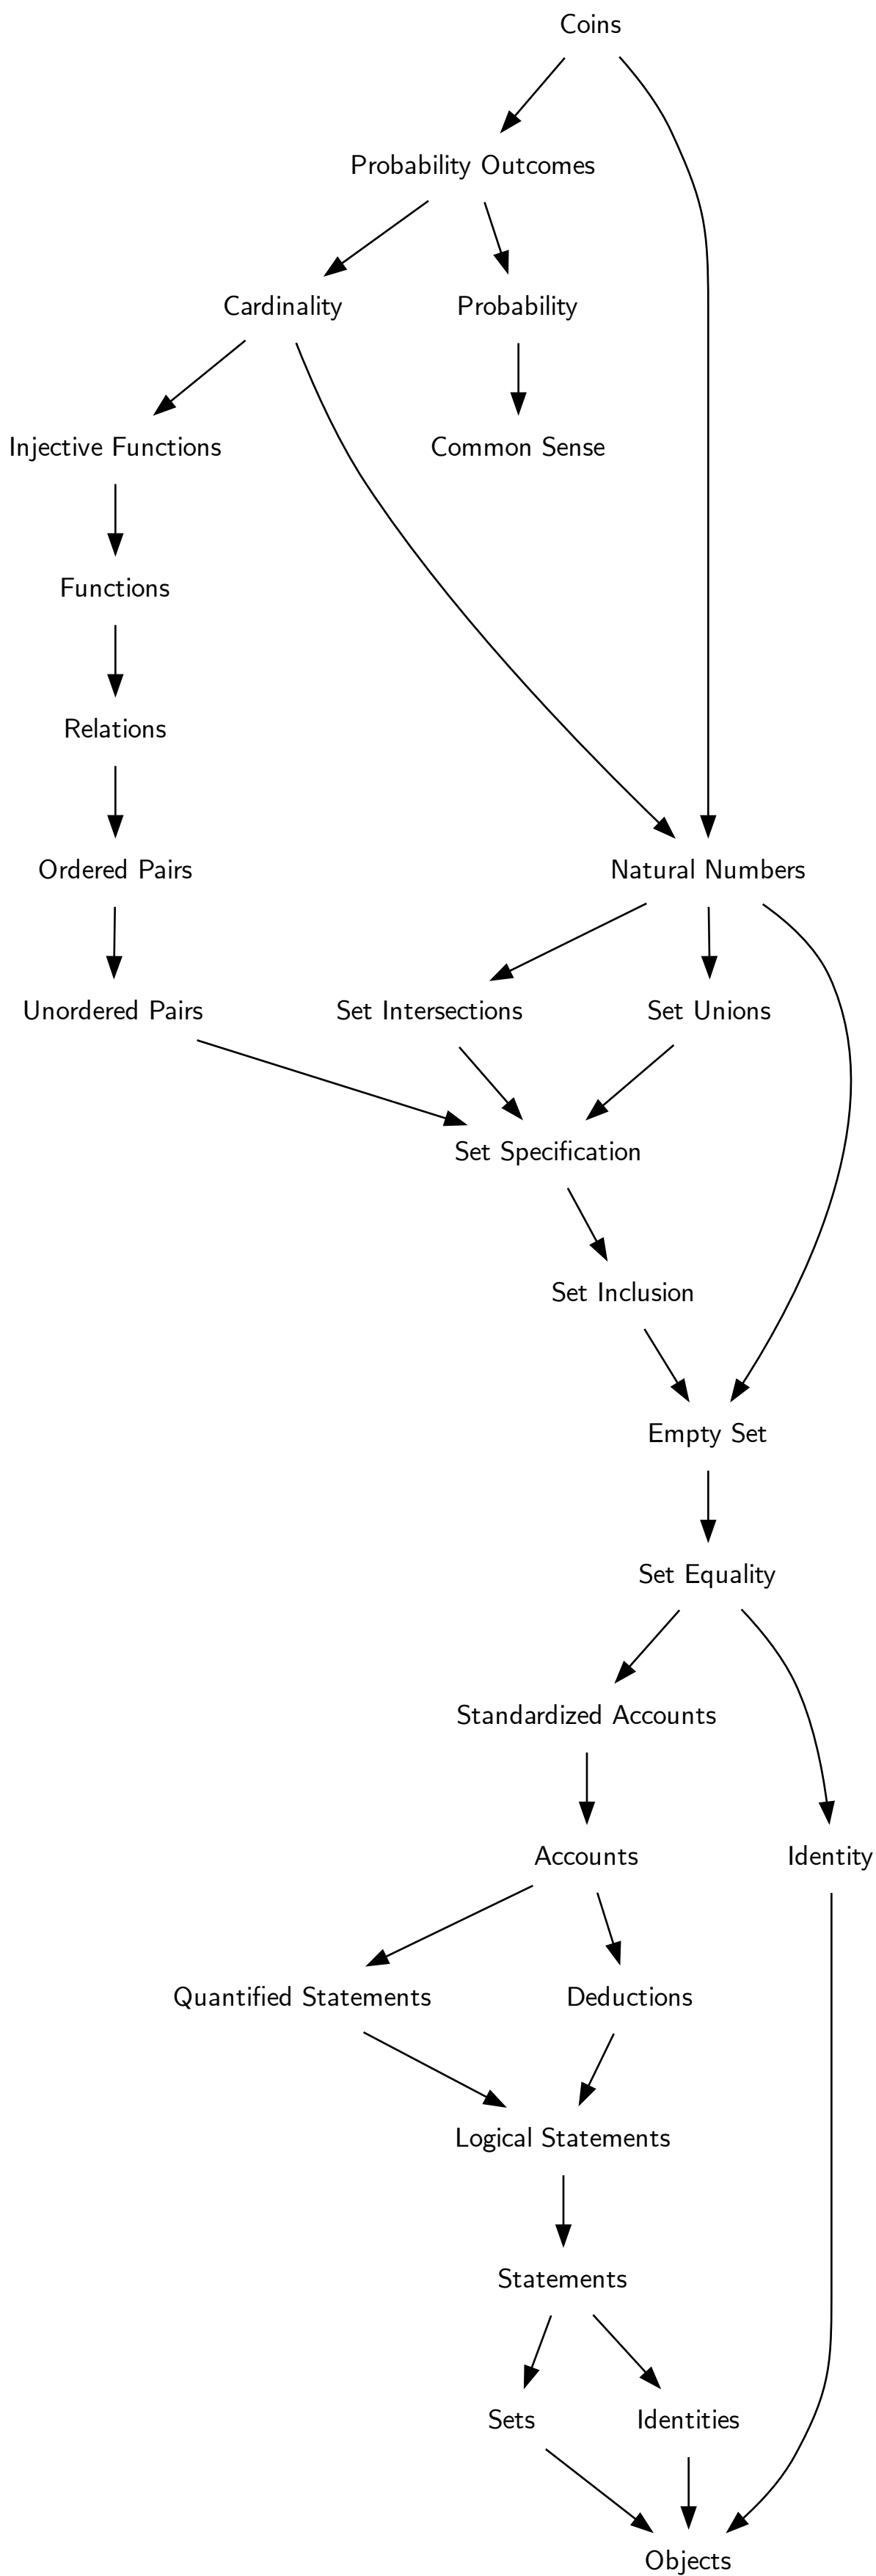 Coins
Probability Outcomes
Cardinality
Probability
Injective Functions
Common Sense
Functions
Relations
Ordered Pairs
Natural Numbers
Unordered Pairs
Set Intersections
Set Unions
Set Specification
Set Inclusion
Empty Set
Set Equality
Standardized Accounts
Accounts
Identity
Quantified Statements
Deductions
Logical Statements
Statements
Sets
Identities
Objects